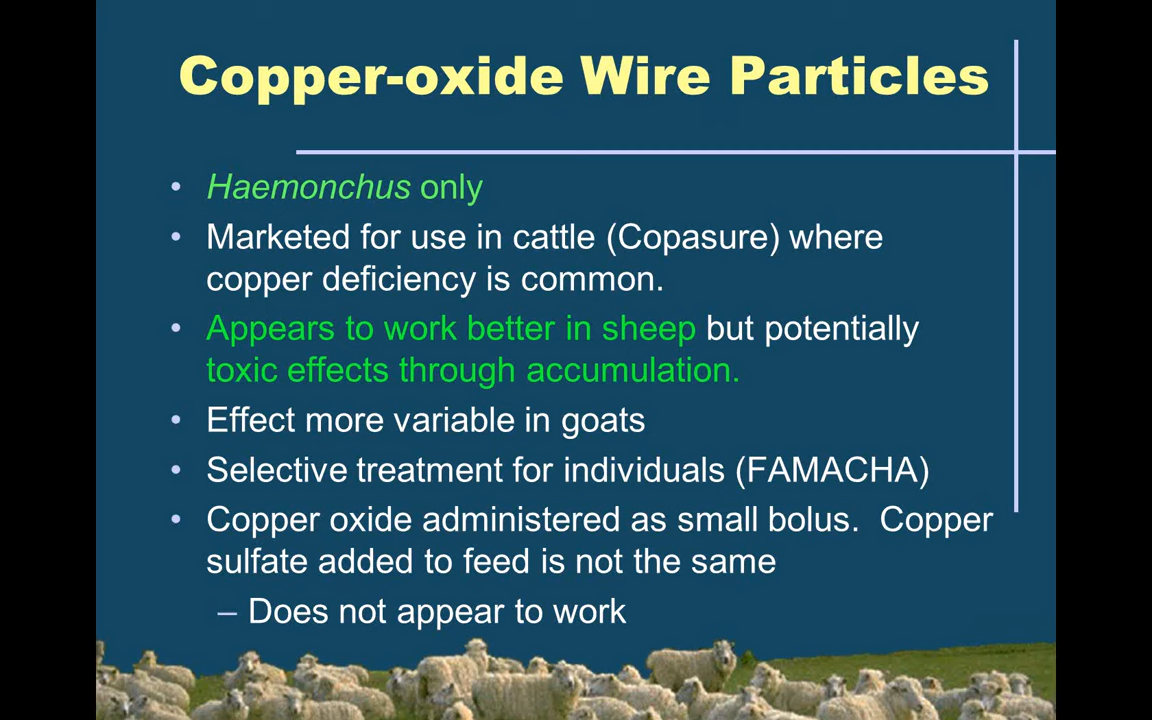 Copper-oxide Wire Particles
• Haemonchus only
• Marketed for use in cattle (Copasure) where
copper deficiency is common.
• Appears to work better in sheep but potentially
toxic effects through accumulation.
• Effect more variable in goats
• Selective treatment for individuals (FAMACHA)
• Copper oxide administered as small bolus.  Copper
sulfate added to feed is not the same
– Does not appear to work